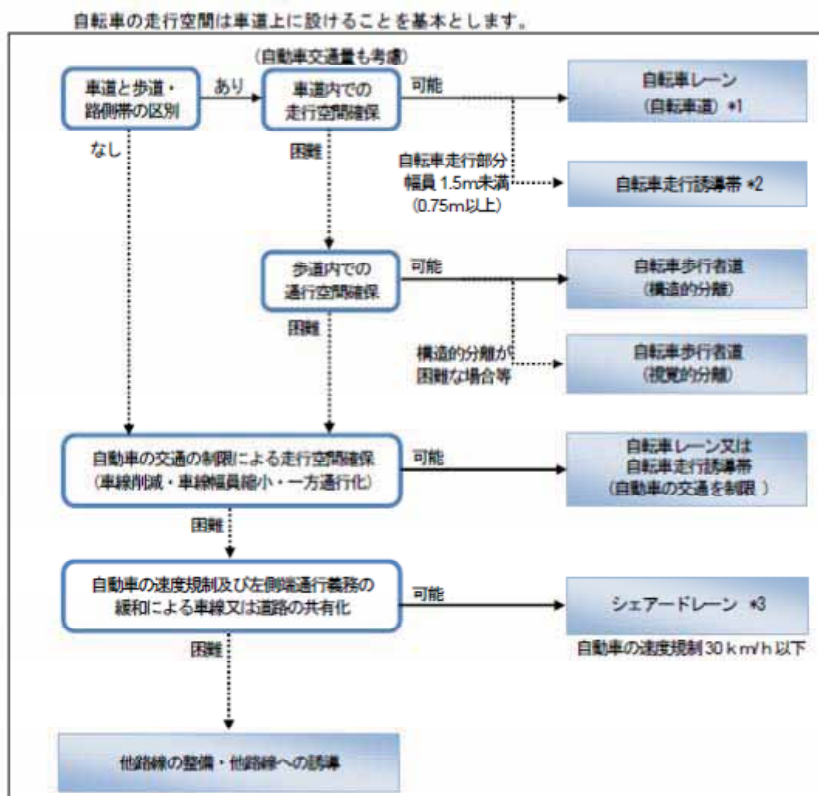 自転車の走行空間は車道上に設けることを基本とします。
(自動車交通量も考慮)
車道と歩道・
路側帯の区別
あり
車道内での
走行空間確保
可能
自転車レーン
(自転車道) *1
なし
困難
自転車走行部分
幅員 1.5m未満
(0.75m以上)
自転車走行誘導帯 *2
歩道内での
通行空間確保
可能
自転車歩行者道
(構造的分離)
困難
構造的分離が
困難な場合等
自転車歩行者道
(視覚的分離)
自動車の交通の制限による走行空間確保
(車線削減・車線幅員縮小・一方通行化)
可能
自転車レーン又は
自転車走行誘導帯
(自動車の交通を制限 )
困難
自動車の速度規制及び左側端通行義務の
緩和による車線又は道路の共有化
可能
シェアードレーン *3
困難
自動車の速度規制 30 km/h 以下
他路線の整備・他路線への誘導